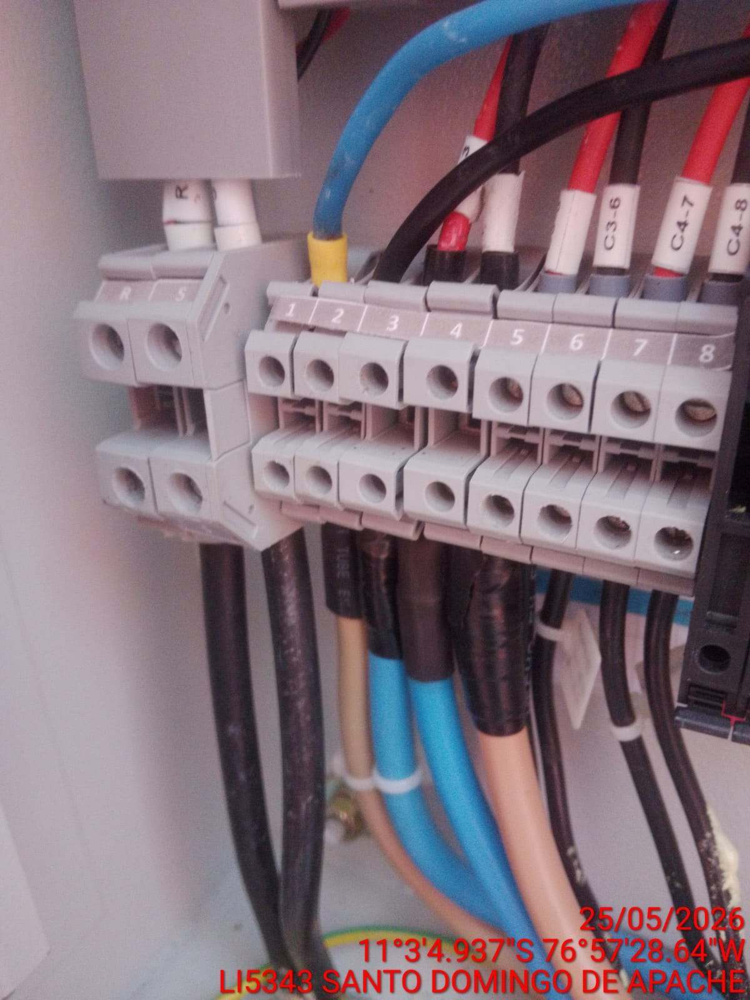 R
3
C3-6
C4-7
C4-8
R S
1 2 3 4 5 6 7 8
25/05/2026
11°3'4.937"S 76°57'28.64"W
LI5343 SANTO DOMINGO DE APACHE